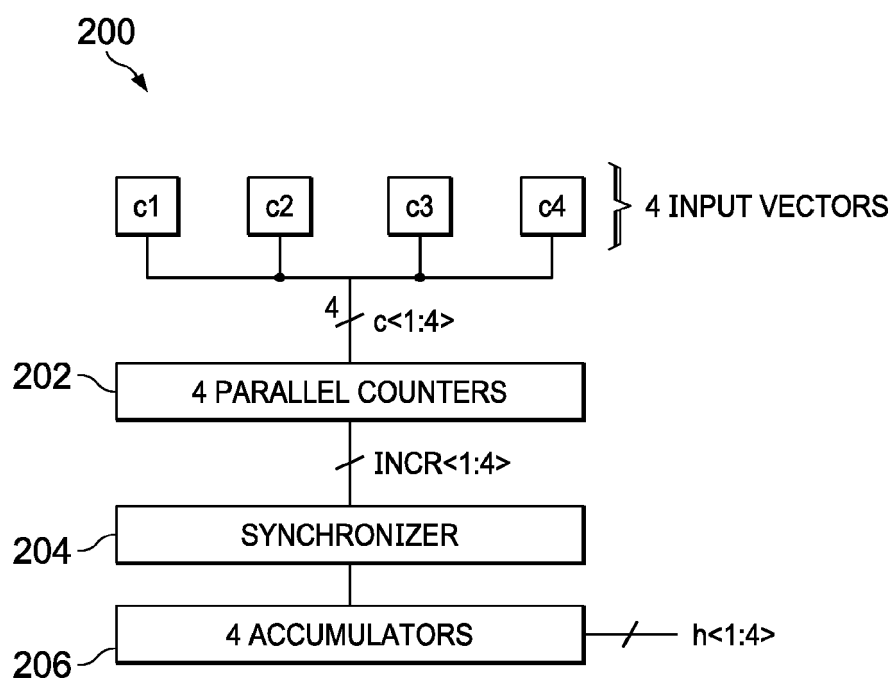 200
c1 c2 c3 c4 4 INPUT VECTORS
4 c<1:4>
202 4 PARALLEL COUNTERS
INCR<1:4>
204 SYNCHRONIZER
4 ACCUMULATORS h<1:4>
206